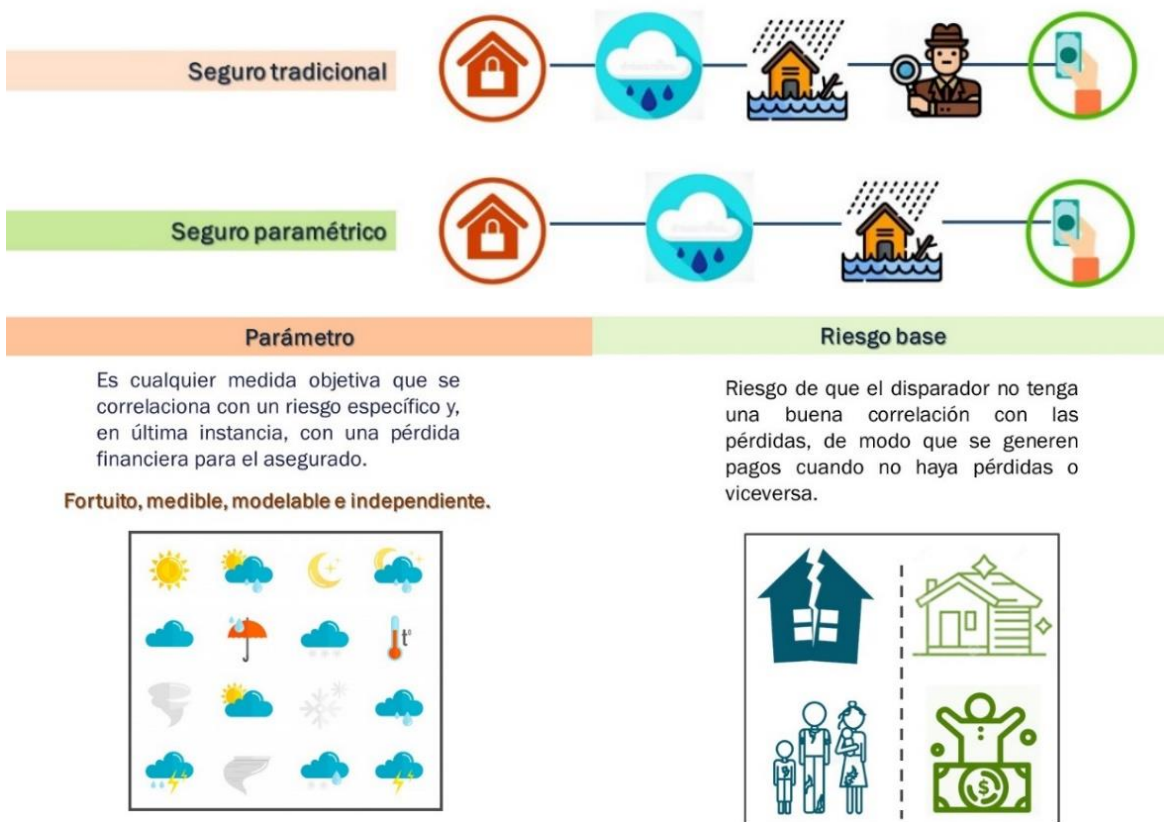 Seguro tradicional
Seguro paramétrico
Parámetro
Riesgo base
Es cualquier medida objetiva que se
correlaciona con un riesgo específico y,
en última instancia, con una pérdida
financiera para el asegurado.
Fortuito, medible, modelable e independiente.
t°
Riesgo de que el disparador no tenga
una buena correlación con las
pérdidas, de modo que se generen
pagos cuando no haya pérdidas o
viceversa.
$